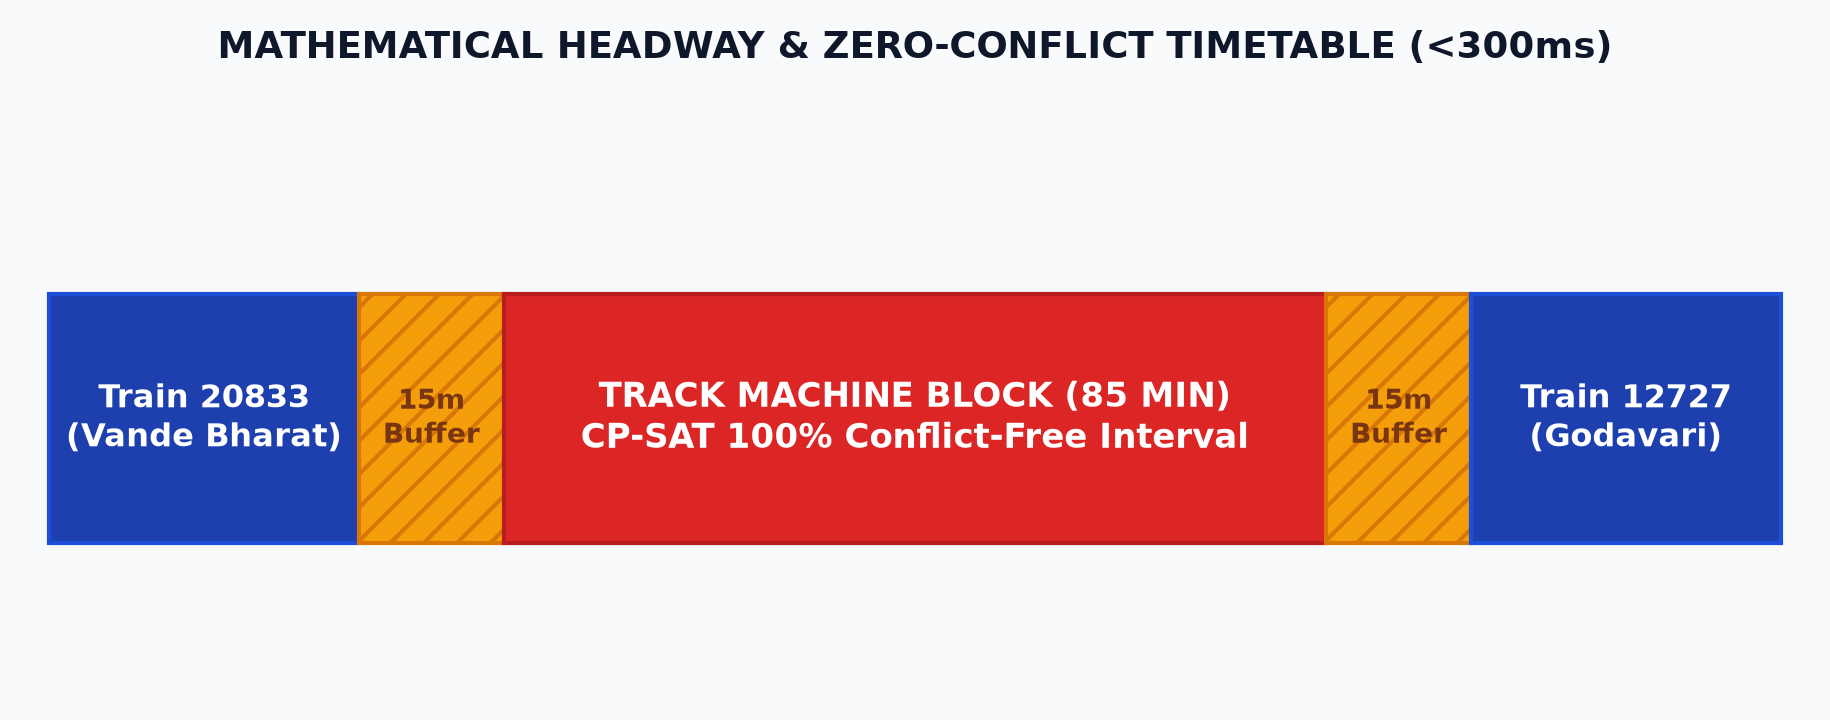 MATHEMATICAL HEADWAY & ZERO-CONFLICT TIMETABLE (<300ms)
Train 20833
(Vande Bharat)
15m
Buffer
TRACK MACHINE BLOCK (85 MIN)
CP-SAT 100% Conflict-Free Interval
15m
Buffer
Train 12727
(Godavari)